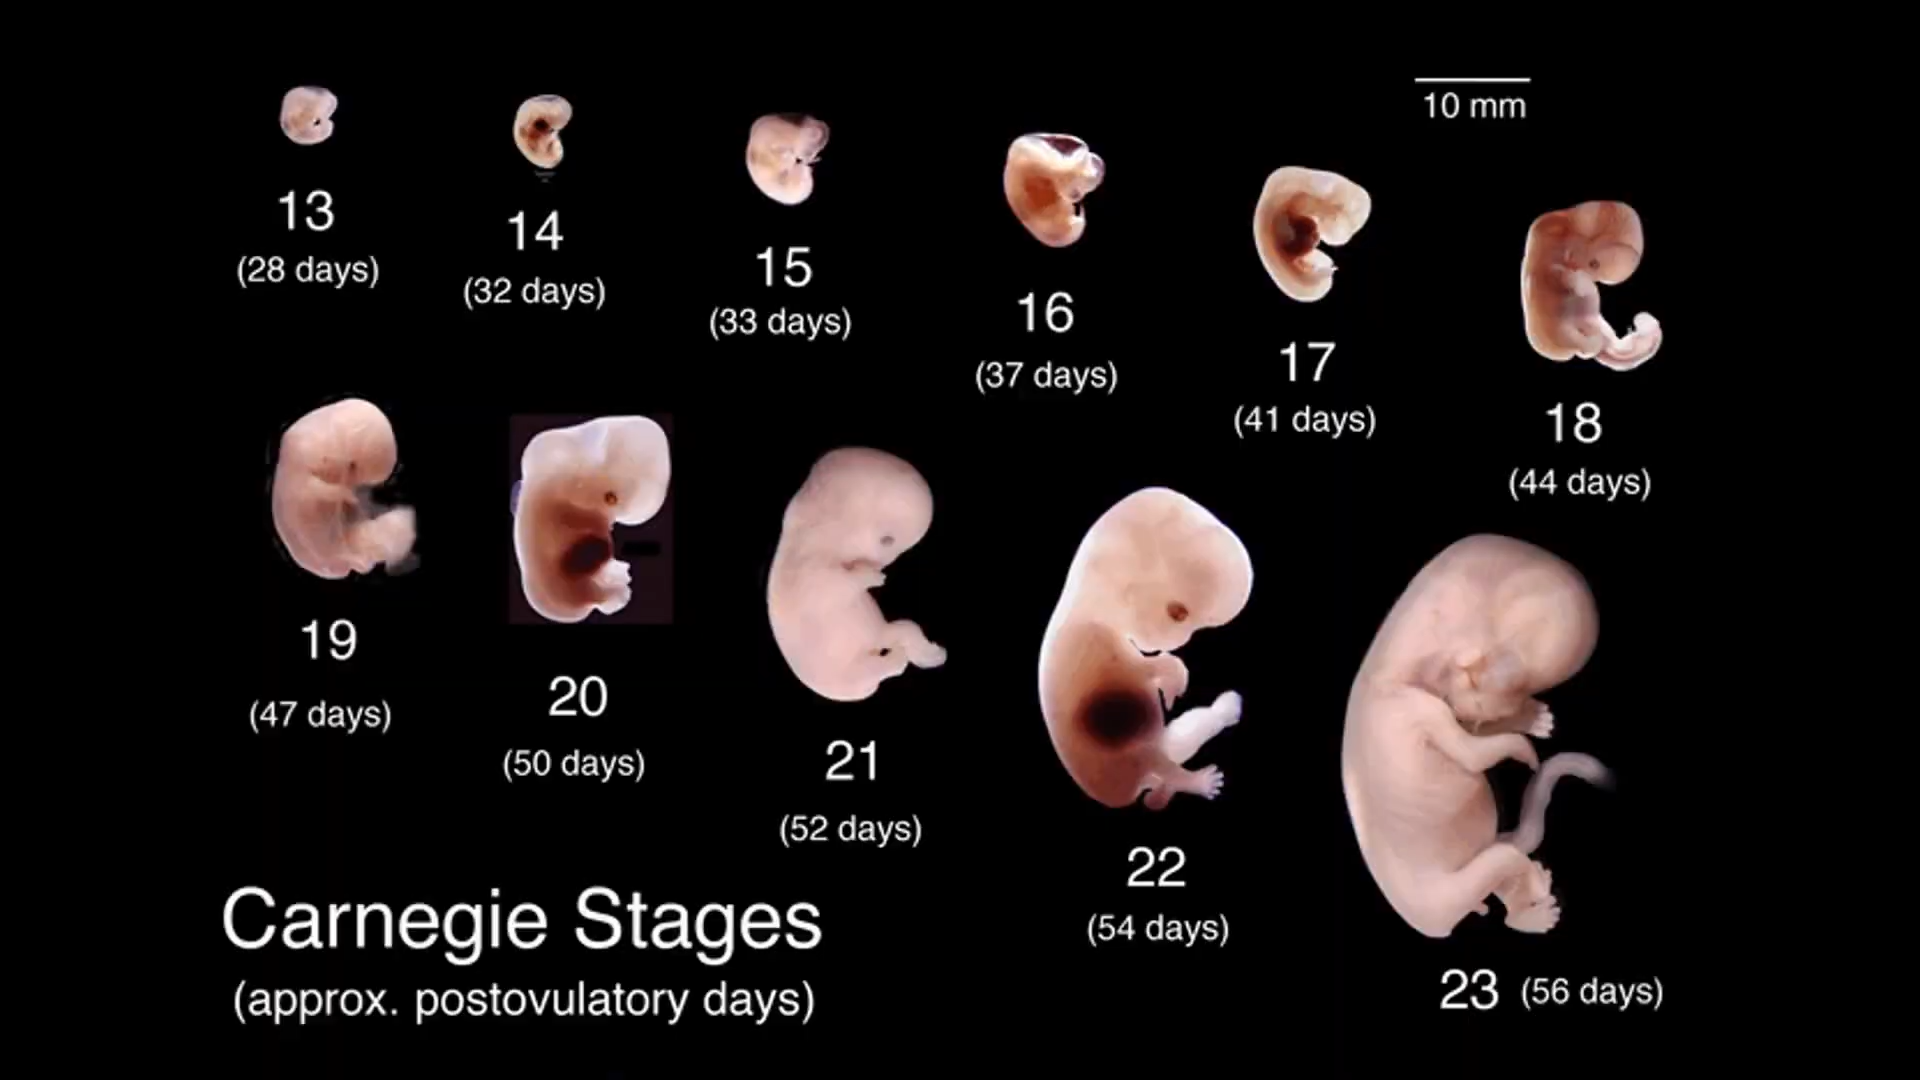 10 mm
13
(28 days)
14
(32 days)
15
(33 days)
16
(37 days)
17
(41 days)
18
(44 days)
19
(47 days)
20
(50 days)
21
(52 days)
22
(54 days)
23 (56 days)
Carnegie Stages
(approx. postovulatory days)